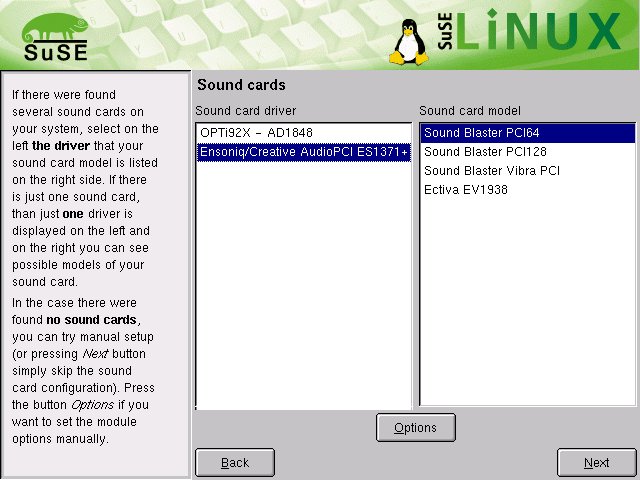 SuSE
SuSE LiNUX
If there were found
several sound cards on
your system, select on the
left the driver that your
sound card model is listed
on the right side. If there
is just one sound card,
than just one driver is
displayed on the left and
on the right you can see
possible models of your
sound card.
In the case there were
found no sound cards,
you can try manual setup
(or pressing Next button
simply skip the sound
card configuration). Press
the button Options if you
want to set the module
options manually.
Sound cards
Sound card driver
OPTi92X - AD1848
Ensoniq/Creative AudioPCI ES1371+
Sound card model
Sound Blaster PCI64
Sound Blaster PCI128
Sound Blaster Vibra PCI
Ectiva EV1938
Options
Back
Next